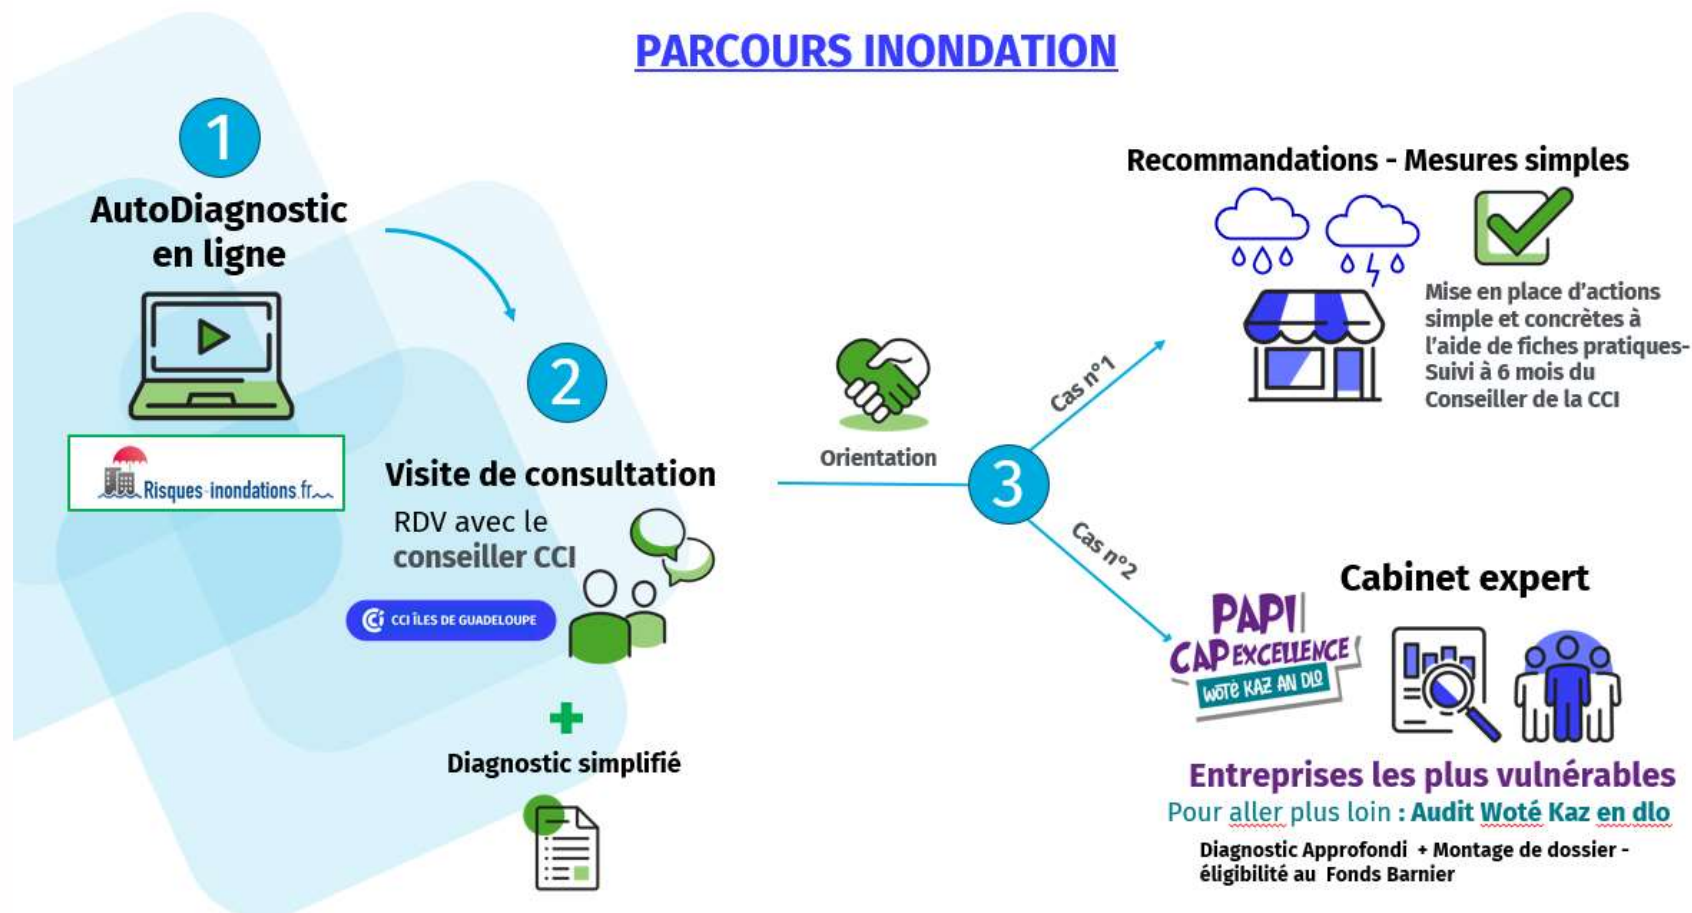 PARCOURS INONDATION
1
AutoDiagnostic
en ligne
Risques-inondations.fr
2
Visite de consultation
RDV avec le
conseiller CCI
CCI ÎLES DE GUADELOUPE
+
Diagnostic simplifié
Orientation
3
Cas n°1
Recommandations - Mesures simples
Mise en place d’actions
simple et concrètes à
l’aide de fiches pratiques-
Suivi à 6 mois du
Conseiller de la CCI
Cas n°2
Cabinet expert
PAPI
CAP EXCELLENCE
WOTÈ KAZ AN DLO
Entreprises les plus vulnérables
Pour aller plus loin : Audit Woté Kaz en dlo
Diagnostic Approfondi + Montage de dossier -
éligibilité au Fonds Barnier